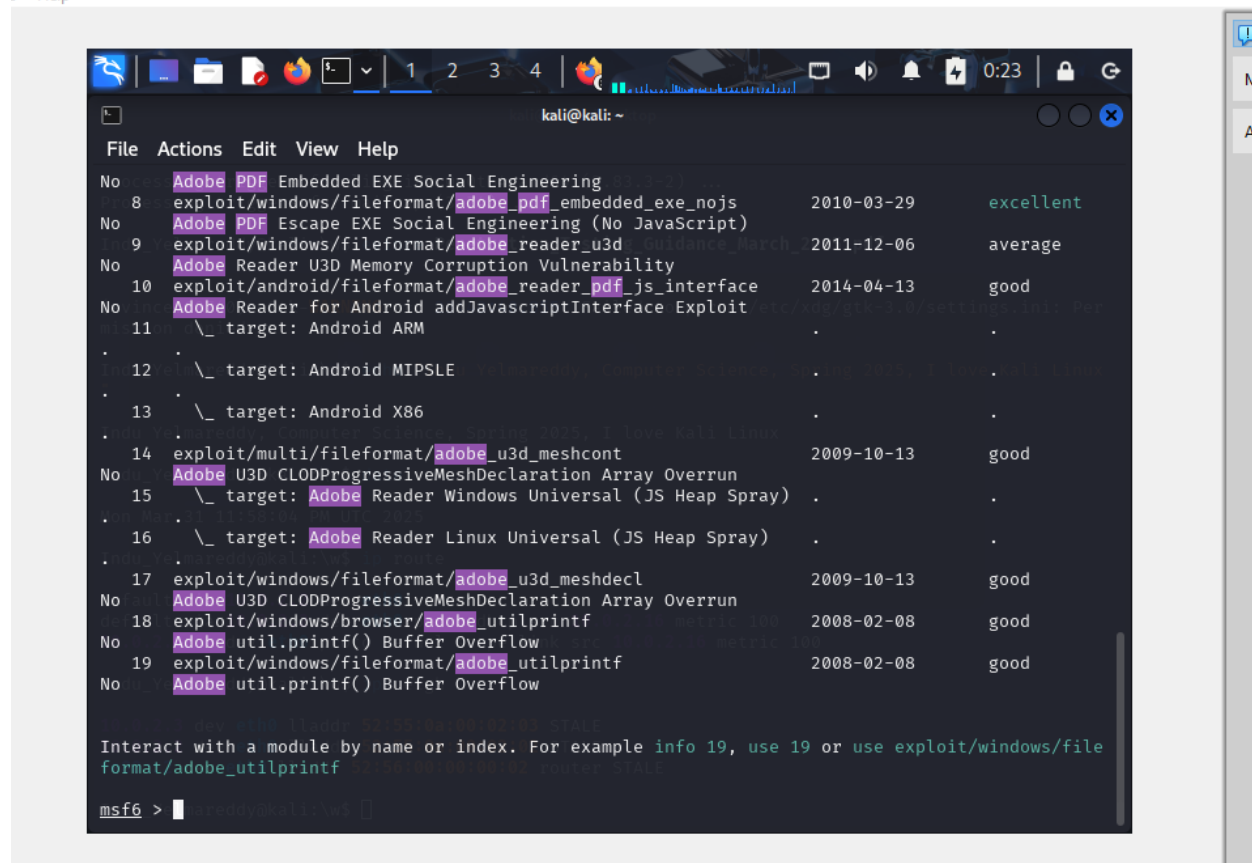 1 2 3 4 0:23
kali@kali: ~
File Actions Edit View Help
No Adobe PDF Embedded EXE Social Engineering
8 exploit/windows/fileformat/adobe_pdf_embedded_exe_nojs 2010-03-29 excellent
No Adobe PDF Escape EXE Social Engineering (No JavaScript)
9 exploit/windows/fileformat/adobe_reader_u3d 2011-12-06 average
No Adobe Reader U3D Memory Corruption Vulnerability
10 exploit/android/fileformat/adobe_reader_pdf_js_interface 2014-04-13 good
No Adobe Reader for Android addJavascriptInterface Exploit
11 \_ target: Android ARM . .
. .
12 \_ target: Android MIPSLE . .
. .
13 \_ target: Android X86 . .
. .
14 exploit/multi/fileformat/adobe_u3d_meshcont 2009-10-13 good
No Adobe U3D CLODProgressiveMeshDeclaration Array Overrun
15 \_ target: Adobe Reader Windows Universal (JS Heap Spray) . .
. .
16 \_ target: Adobe Reader Linux Universal (JS Heap Spray) . .
. .
17 exploit/windows/fileformat/adobe_u3d_meshdecl 2009-10-13 good
No Adobe U3D CLODProgressiveMeshDeclaration Array Overrun
18 exploit/windows/browser/adobe_utilprintf 2008-02-08 good
No Adobe util.printf() Buffer Overflow
19 exploit/windows/fileformat/adobe_utilprintf 2008-02-08 good
No Adobe util.printf() Buffer Overflow
Interact with a module by name or index. For example info 19, use 19 or use exploit/windows/file
format/adobe_utilprintf
msf6 >